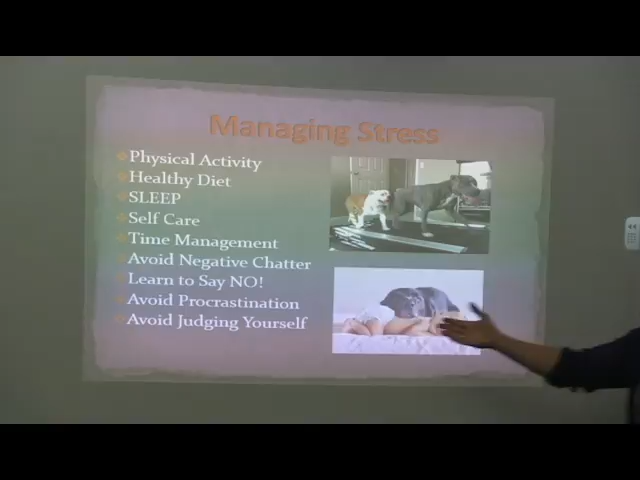 Managing Stress
Physical Activity
Healthy Diet
SLEEP
Self Care
Time Management
Avoid Negative Chatter
Learn to Say NO!
Avoid Procrastination
Avoid Judging Yourself